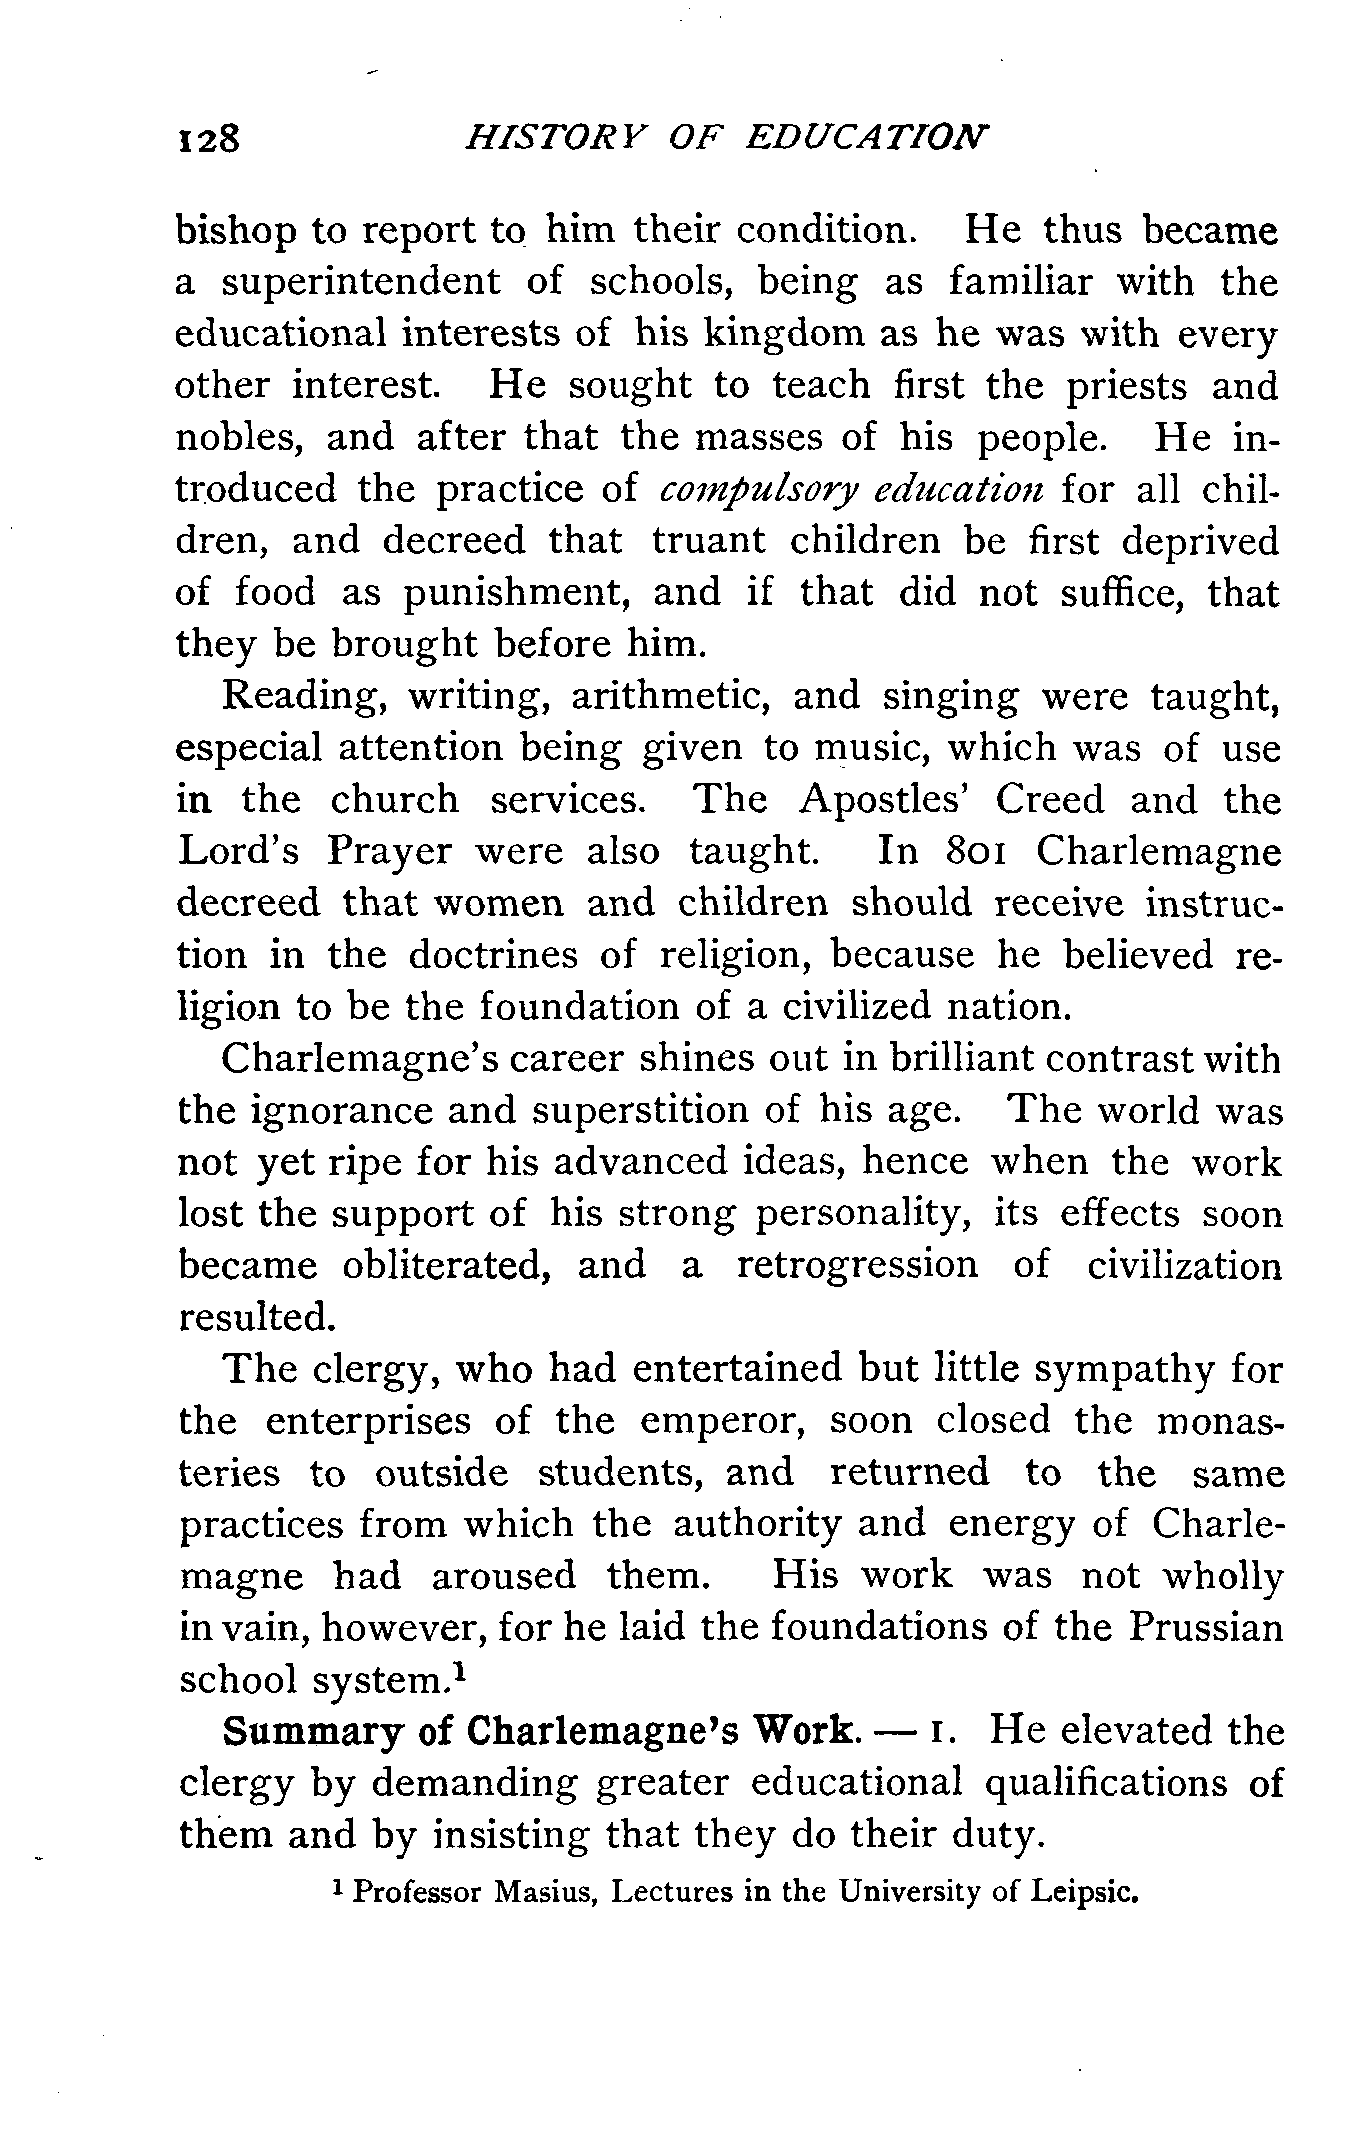 128 HISTORY OF EDUCATION
bishop to report to him their condition. He thus became
a superintendent of schools, being as familiar with the
educational interests of his kingdom as he was with every
other interest. He sought to teach first the priests and
nobles, and after that the masses of his people. He in-
troduced the practice of compulsory education for all chil-
dren, and decreed that truant children be first deprived
of food as punishment, and if that did not suffice, that
they be brought before him.
Reading, writing, arithmetic, and singing were taught,
especial attention being given to music, which was of use
in the church services. The Apostles' Creed and the
Lord's Prayer were also taught. In 801 Charlemagne
decreed that women and children should receive instruc-
tion in the doctrines of religion, because he believed re-
ligion to be the foundation of a civilized nation.
Charlemagne's career shines out in brilliant contrast with
the ignorance and superstition of his age. The world was
not yet ripe for his advanced ideas, hence when the work
lost the support of his strong personality, its effects soon
became obliterated, and a retrogression of civilization
resulted.
The clergy, who had entertained but little sympathy for
the enterprises of the emperor, soon closed the monas-
teries to outside students, and returned to the same
practices from which the authority and energy of Charle-
magne had aroused them. His work was not wholly
in vain, however, for he laid the foundations of the Prussian
school system.¹
Summary of Charlemagne's Work. — 1. He elevated the
clergy by demanding greater educational qualifications of
them and by insisting that they do their duty.
¹ Professor Masius, Lectures in the University of Leipsic.